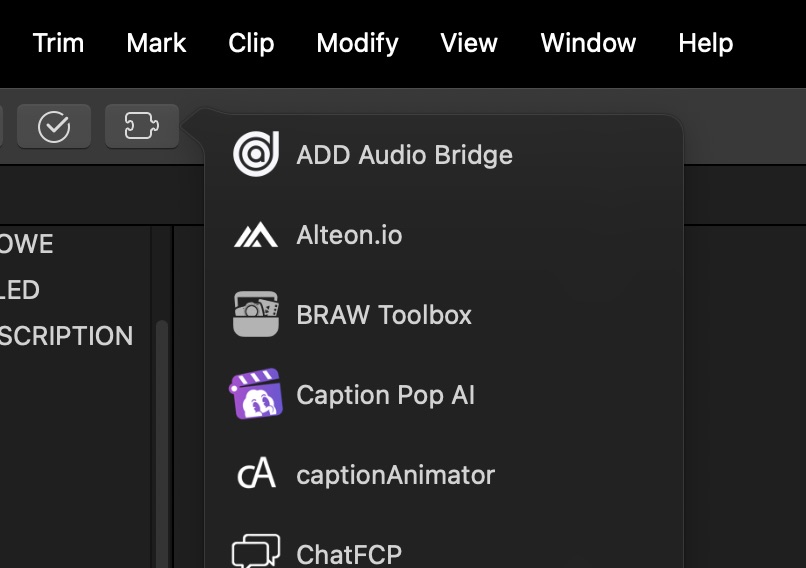 Trim Mark Clip Modify View Window Help
ADD Audio Bridge
Alteon.io
OWE
LED
BRAW Toolbox
SCRIPTION
Caption Pop AI
cA captionAnimator
ChatFCP